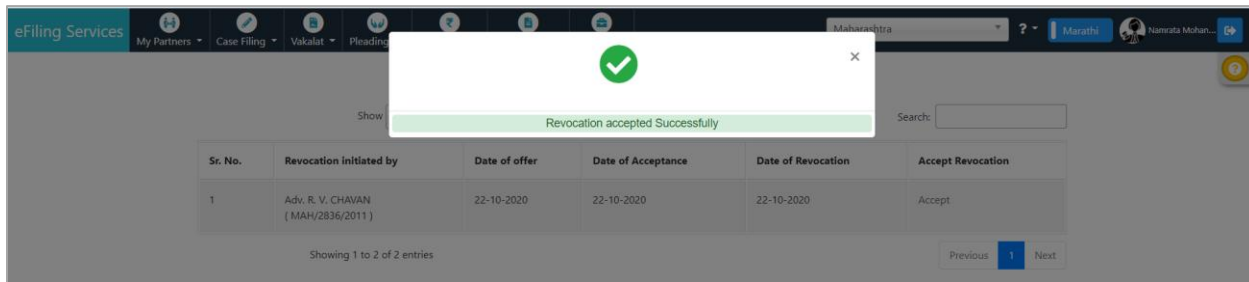 eFiling Services
My Partners
Case Filing
Vakalat
Pleading
Maharashtra
?
Marathi
Namrata Mohan...
×
Revocation accepted Successfully
Show
Search:
Sr. No. Revocation initiated by Date of offer Date of Acceptance Date of Revocation Accept Revocation
1 Adv. R. V. CHAVAN 22-10-2020 22-10-2020 22-10-2020 Accept
( MAH/2836/2011 )
Showing 1 to 2 of 2 entries
Previous 1 Next